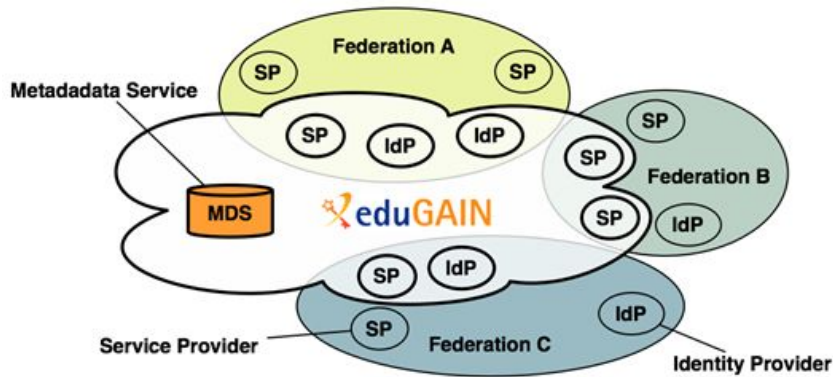 Federation A
SP
SP
Metadadata Service
SP
IdP
IdP
SP
SP
Federation B
MDS
eduGAIN
SP
IdP
SP
IdP
SP
IdP
Service Provider
Federation C
Identity Provider